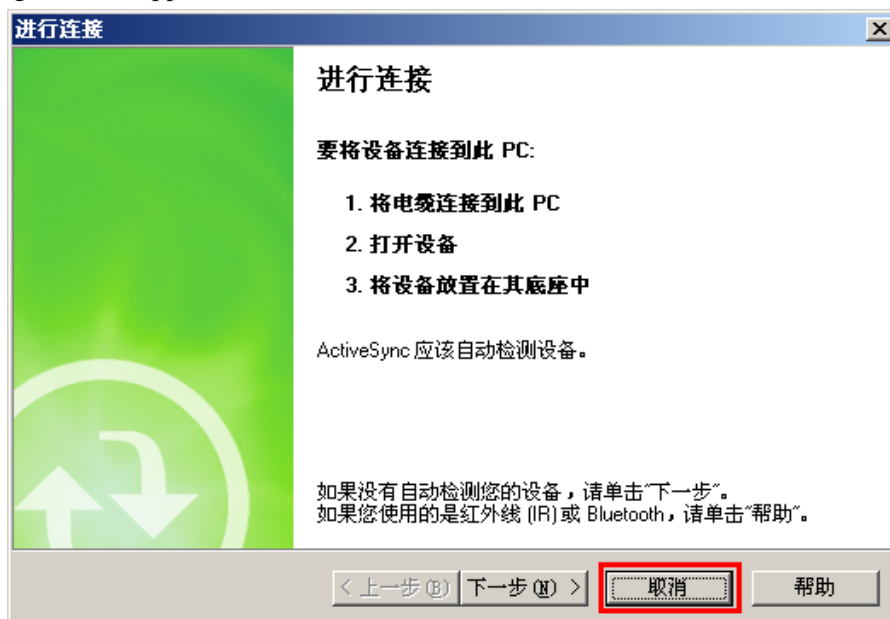 进行连接
进行连接
要将设备连接到此 PC:
1. 将电缆连接到此 PC
2. 打开设备
3. 将设备放置在其底座中
ActiveSync 应该自动检测设备。
如果没有自动检测您的设备，请单击“下一步”。
如果您使用的是红外线 (IR) 或 Bluetooth，请单击“帮助”。
< 上一步(B) 下一步(N) > 取消 帮助